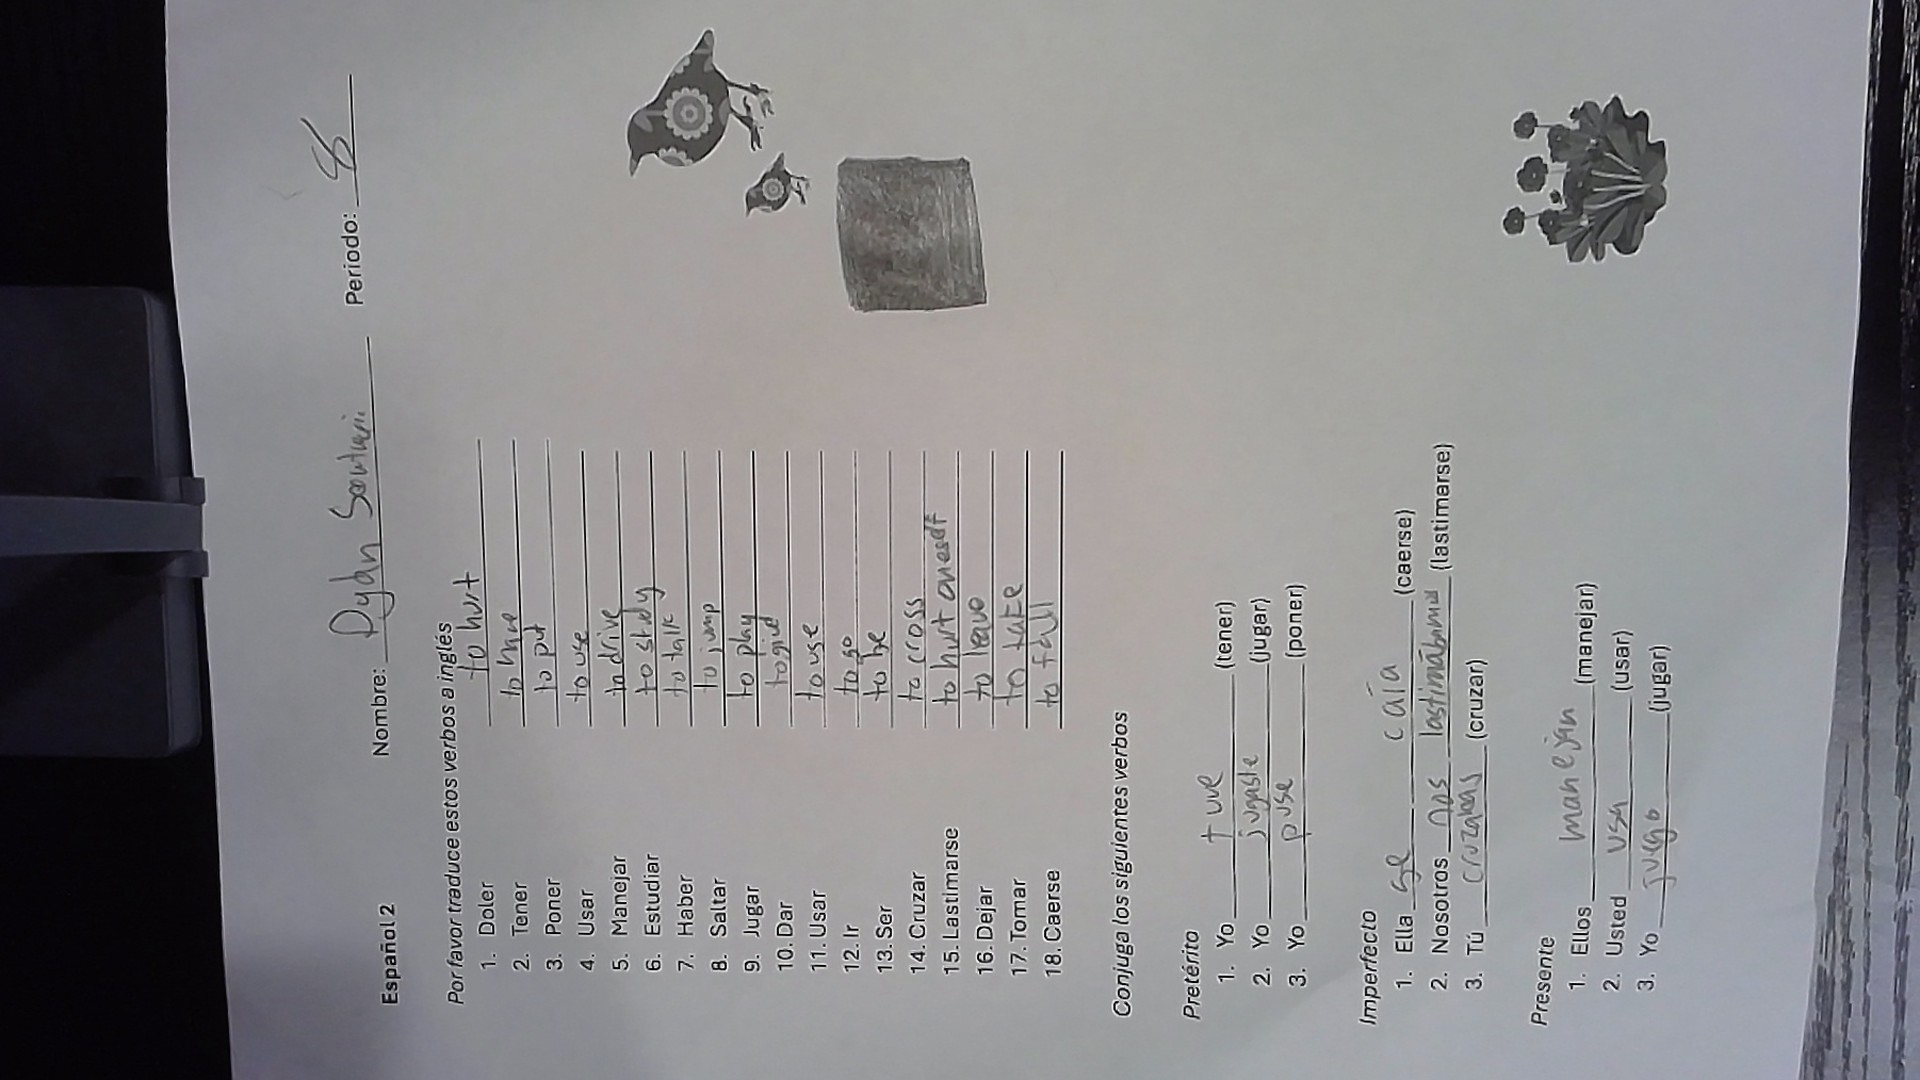 Español 2
Nombre: Dylan Periodo:
Por favor traduce estos verbos a inglés
1. Doler to hurt
2. Tener to have
3. Poner to put
4. Usar to use
5. Manejar to drive
6. Estudiar to study
7. Haber to talk
8. Saltar to jump
9. Jugar to play
10. Dar to give
11. Usar to use
12. Ir to go
13. Ser to be
14. Cruzar to cross
15. Lastimarse to hurt oneself
16. Dejar to leave
17. Tomar to take
18. Caerse to fall
Conjuga los siguientes verbos
Pretérito
1. Yo tuve (tener)
2. Yo jugaste (jugar)
3. Yo puse (poner)
Imperfecto
1. Ella se caía (caerse)
2. Nosotros nos lastimábamos (lastimarse)
3. Tú cruzabas (cruzar)
Presente
1. Ellos manejan (manejar)
2. Usted usa (usar)
3. Yo juego (jugar)